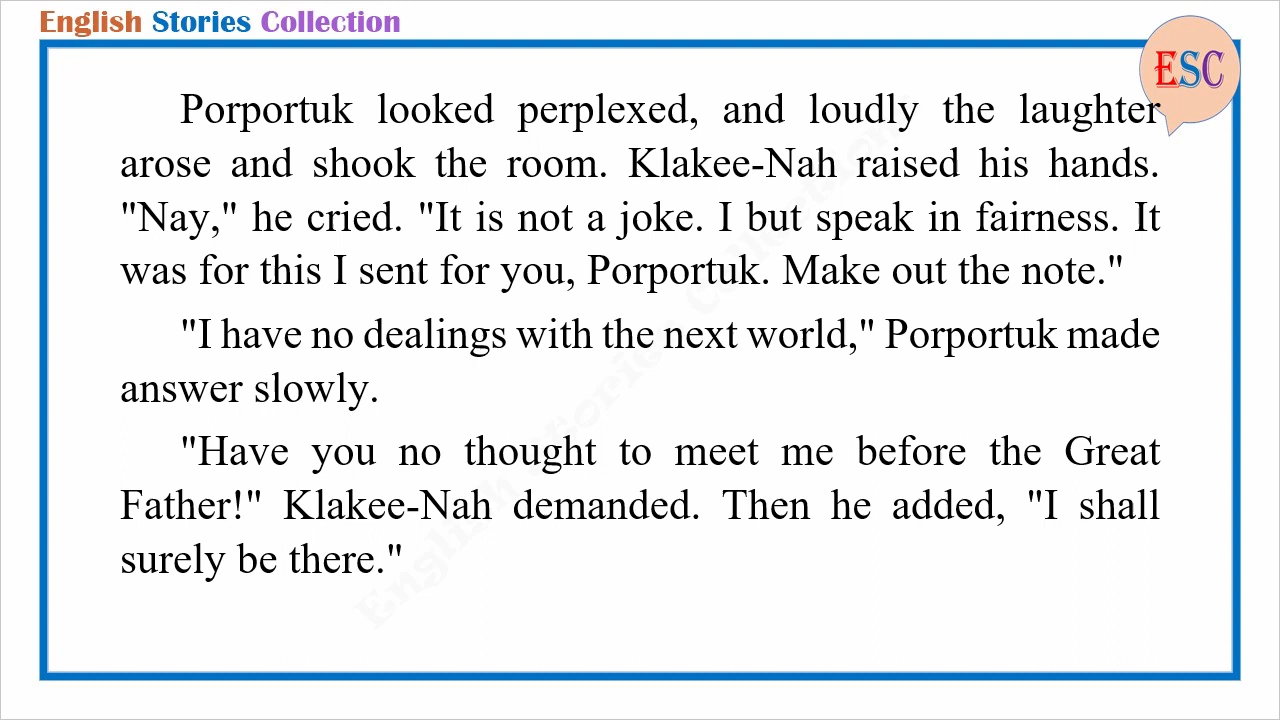 English Stories Collection
ESC
Porportuk looked perplexed, and loudly the laughter
arose and shook the room. Klakee-Nah raised his hands.
"Nay," he cried. "It is not a joke. I but speak in fairness. It
was for this I sent for you, Porportuk. Make out the note."
"I have no dealings with the next world," Porportuk made
answer slowly.
"Have you no thought to meet me before the Great
Father!" Klakee-Nah demanded. Then he added, "I shall
surely be there."
English Stories Collection